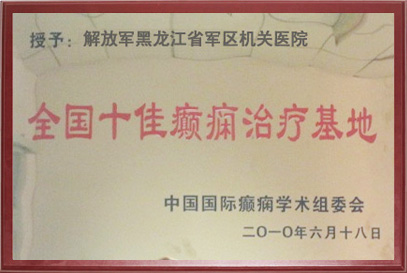 授予：解放军黑龙江省军区机关医院
全国十佳癫痫治疗基地
中国国际癫痫学术组委会
二〇一〇年六月十八日